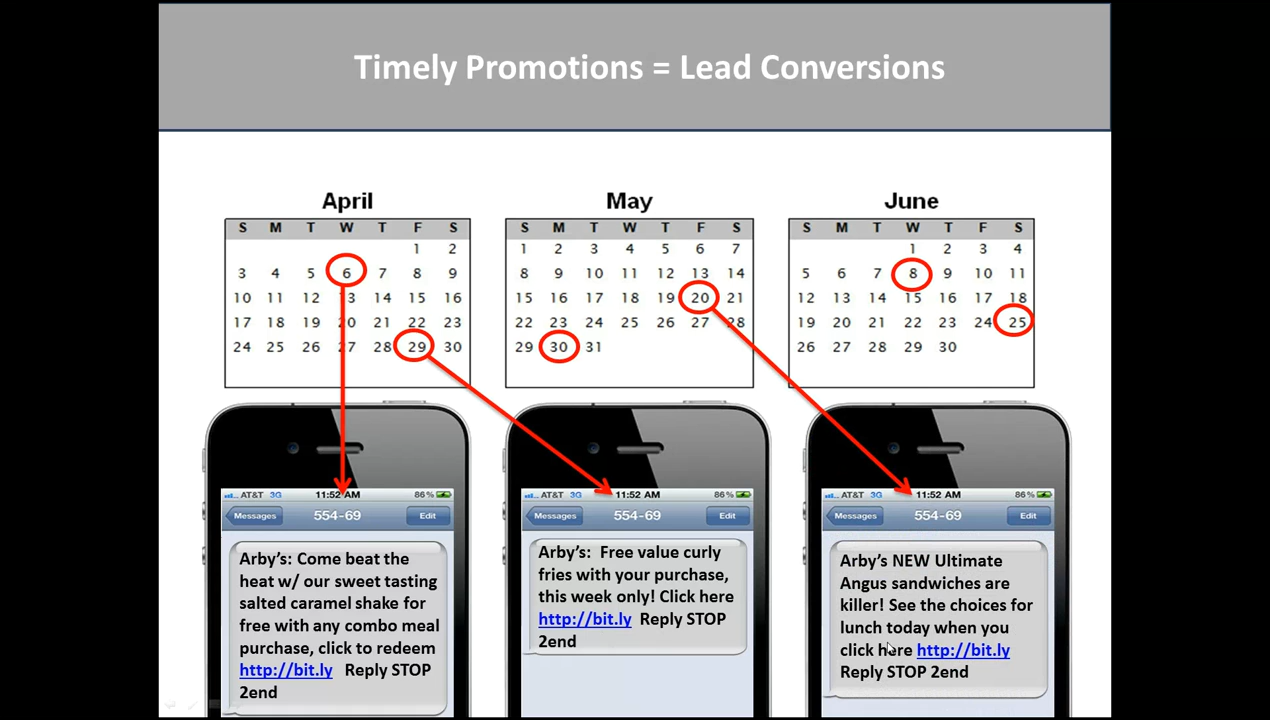 Timely Promotions = Lead Conversions
April
S M T W T F S
1 2
3 4 5 6 7 8 9
10 11 12 13 14 15 16
17 18 19 20 21 22 23
24 25 26 27 28 29 30
May
S M T W T F S
1 2 3 4 5 6 7
8 9 10 11 12 13 14
15 16 17 18 19 20 21
22 23 24 25 26 27 28
29 30 31
June
S M T W T F S
1 2 3 4
5 6 7 8 9 10 11
12 13 14 15 16 17 18
19 20 21 22 23 24 25
26 27 28 29 30
AT&T 3G 11:52 AM 86%
Messages 554-69 Edit
Arby's: Come beat the
heat w/ our sweet tasting
salted caramel shake for
free with any combo meal
purchase, click to redeem
http://bit.ly Reply STOP
2end
AT&T 3G 11:52 AM 86%
Messages 554-69 Edit
Arby's: Free value curly
fries with your purchase,
this week only! Click here
http://bit.ly Reply STOP
2end
AT&T 3G 11:52 AM 86%
Messages 554-69 Edit
Arby's NEW Ultimate
Angus sandwiches are
killer! See the choices for
lunch today when you
click here http://bit.ly
Reply STOP 2end